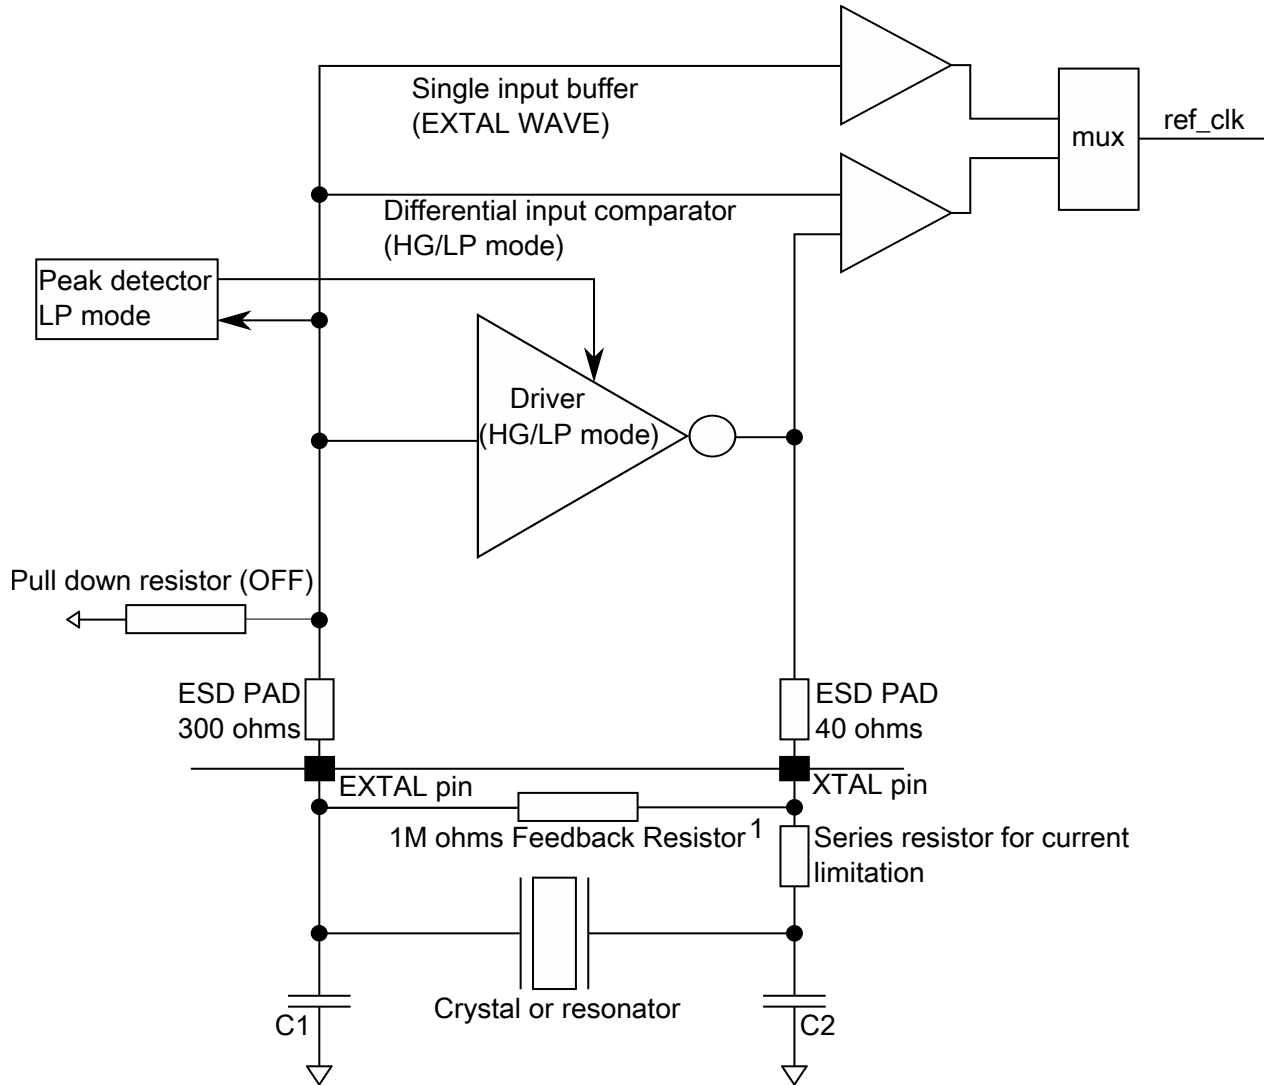 Single input buffer
(EXTAL WAVE)
mux
ref_clk
Differential input comparator
(HG/LP mode)
Peak detector
LP mode
Driver
(HG/LP mode)
Pull down resistor (OFF)
ESD PAD
300 ohms
ESD PAD
40 ohms
EXTAL pin
XTAL pin
1M ohms Feedback Resistor 1
Series resistor for current
limitation
Crystal or resonator
C1
C2